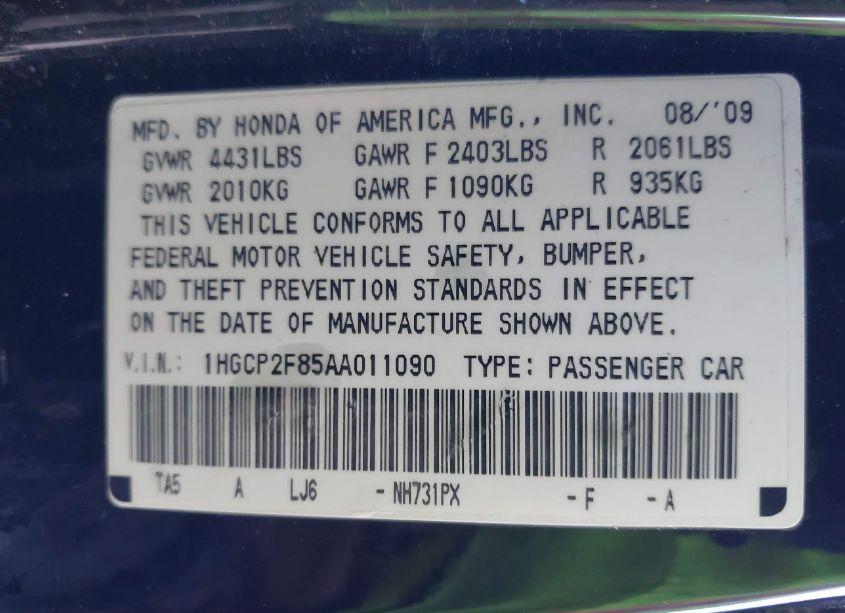 MFD. BY HONDA OF AMERICA MFG., INC. 08/'09
GVWR 4431LBS GAWR F 2403LBS R 2061LBS
GVWR 2010KG GAWR F 1090KG R 935KG
THIS VEHICLE CONFORMS TO ALL APPLICABLE
FEDERAL MOTOR VEHICLE SAFETY, BUMPER,
AND THEFT PREVENTION STANDARDS IN EFFECT
ON THE DATE OF MANUFACTURE SHOWN ABOVE.
V.I.N.: 1HGCP2F85AA011090 TYPE: PASSENGER CAR
TA5 A LJ6 - NH731PX - F - A